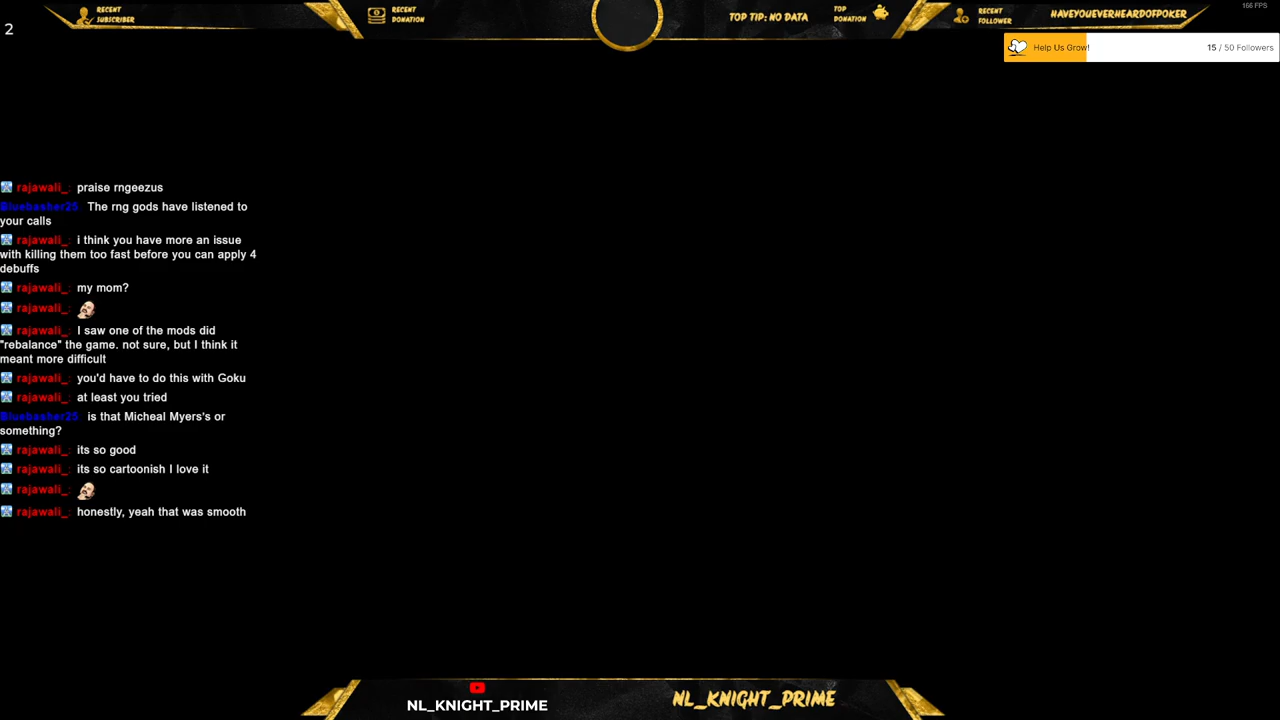 RECENT
SUBSCRIBER
RECENT
DONATION
TOP TIP: NO DATA
TOP
DONATION
RECENT
FOLLOWER
HAVEYOUEVERHEARDOFPOKER
166 FPS
2
Help Us Grow!
15 / 50 Followers
rajawali_: praise rngeezus
Bluebasher25: The rng gods have listened to
your calls
rajawali_: i think you have more an issue
with killing them too fast before you can apply 4
debuffs
rajawali_: my mom?
rajawali_:
rajawali_: I saw one of the mods did
"rebalance" the game. not sure, but I think it
meant more difficult
rajawali_: you'd have to do this with Goku
rajawali_: at least you tried
Bluebasher25: is that Micheal Myers's or
something?
rajawali_: its so good
rajawali_: its so cartoonish I love it
rajawali_:
rajawali_: honestly, yeah that was smooth
NL_KNIGHT_PRIME
NL_KNIGHT_PRIME